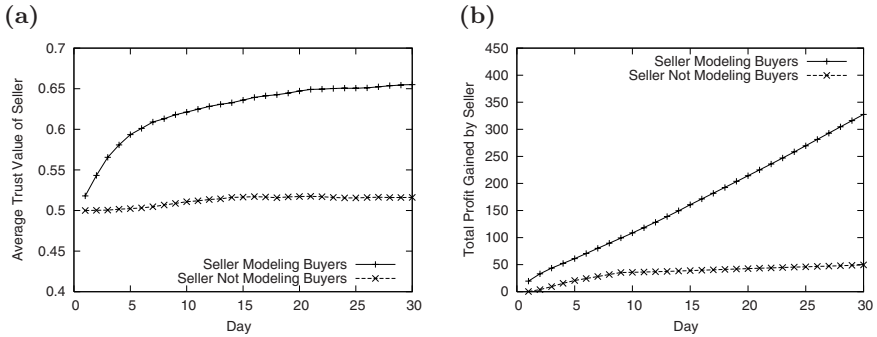 (a)
Average Trust Value of Seller
0.7
0.65
0.6
0.55
0.5
0.45
0.4
0 5 10 15 20 25 30
Day
Seller Modeling Buyers
Seller Not Modeling Buyers
(b)
Total Profit Gained by Seller
450
400
350
300
250
200
150
100
50
0
0 5 10 15 20 25 30
Day
Seller Modeling Buyers
Seller Not Modeling Buyers